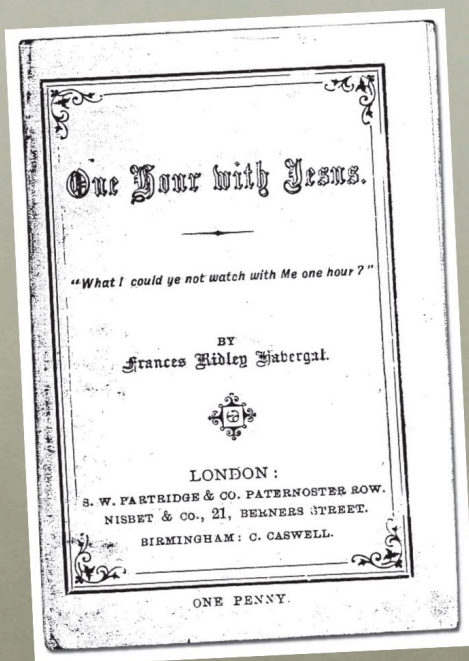 One Hour with Jesus.
"What! could ye not watch with Me one hour?"
BY
Frances Ridley Havergal.
LONDON:
S. W. PARTRIDGE & CO. PATERNOSTER ROW.
NISBET & CO., 21, BERNERS STREET.
BIRMINGHAM: C. CASWELL.
ONE PENNY.